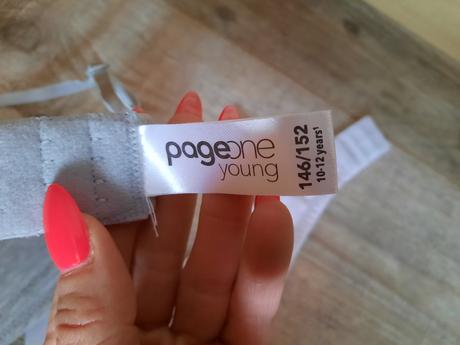 pageone
young
146/152
10-12 years¹